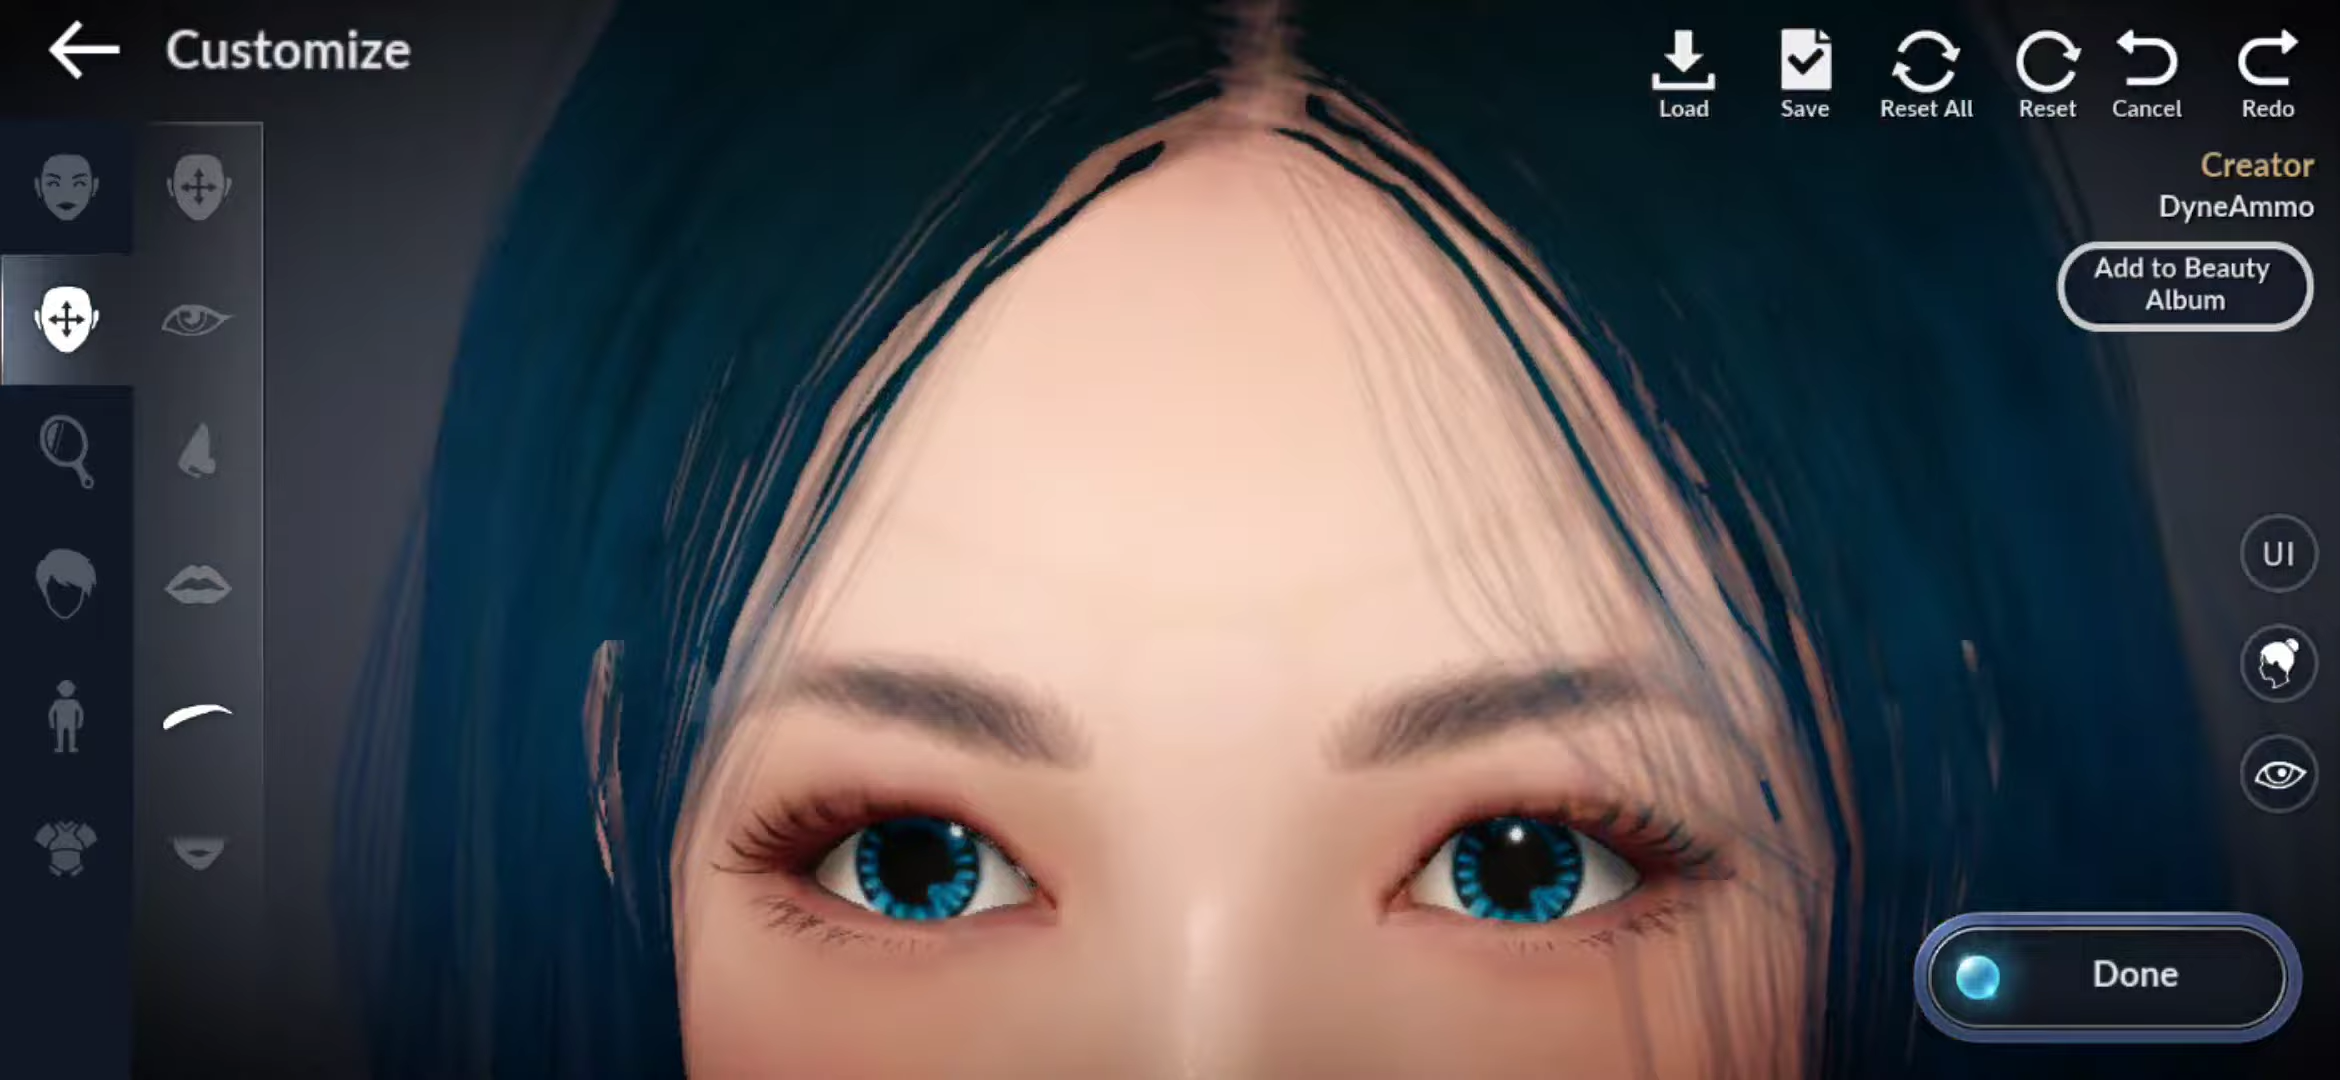 Customize
Load
Save
Reset All
Reset
Cancel
Redo
Creator
DyneAmmo
Add to Beauty
Album
UI
Done